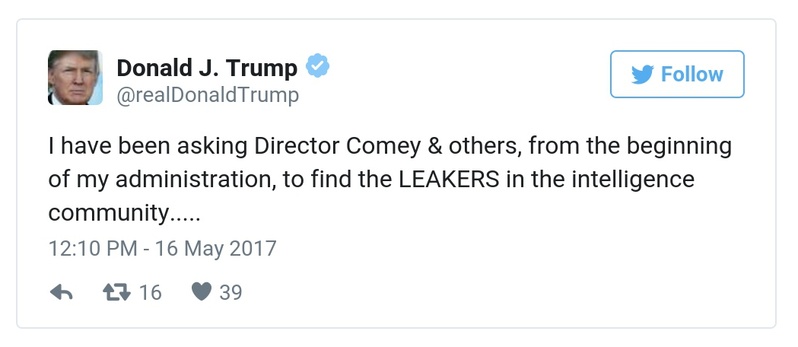 Donald J. Trump
@realDonaldTrump
Follow
I have been asking Director Comey & others, from the beginning
of my administration, to find the LEAKERS in the intelligence
community.....
12:10 PM - 16 May 2017
16 39